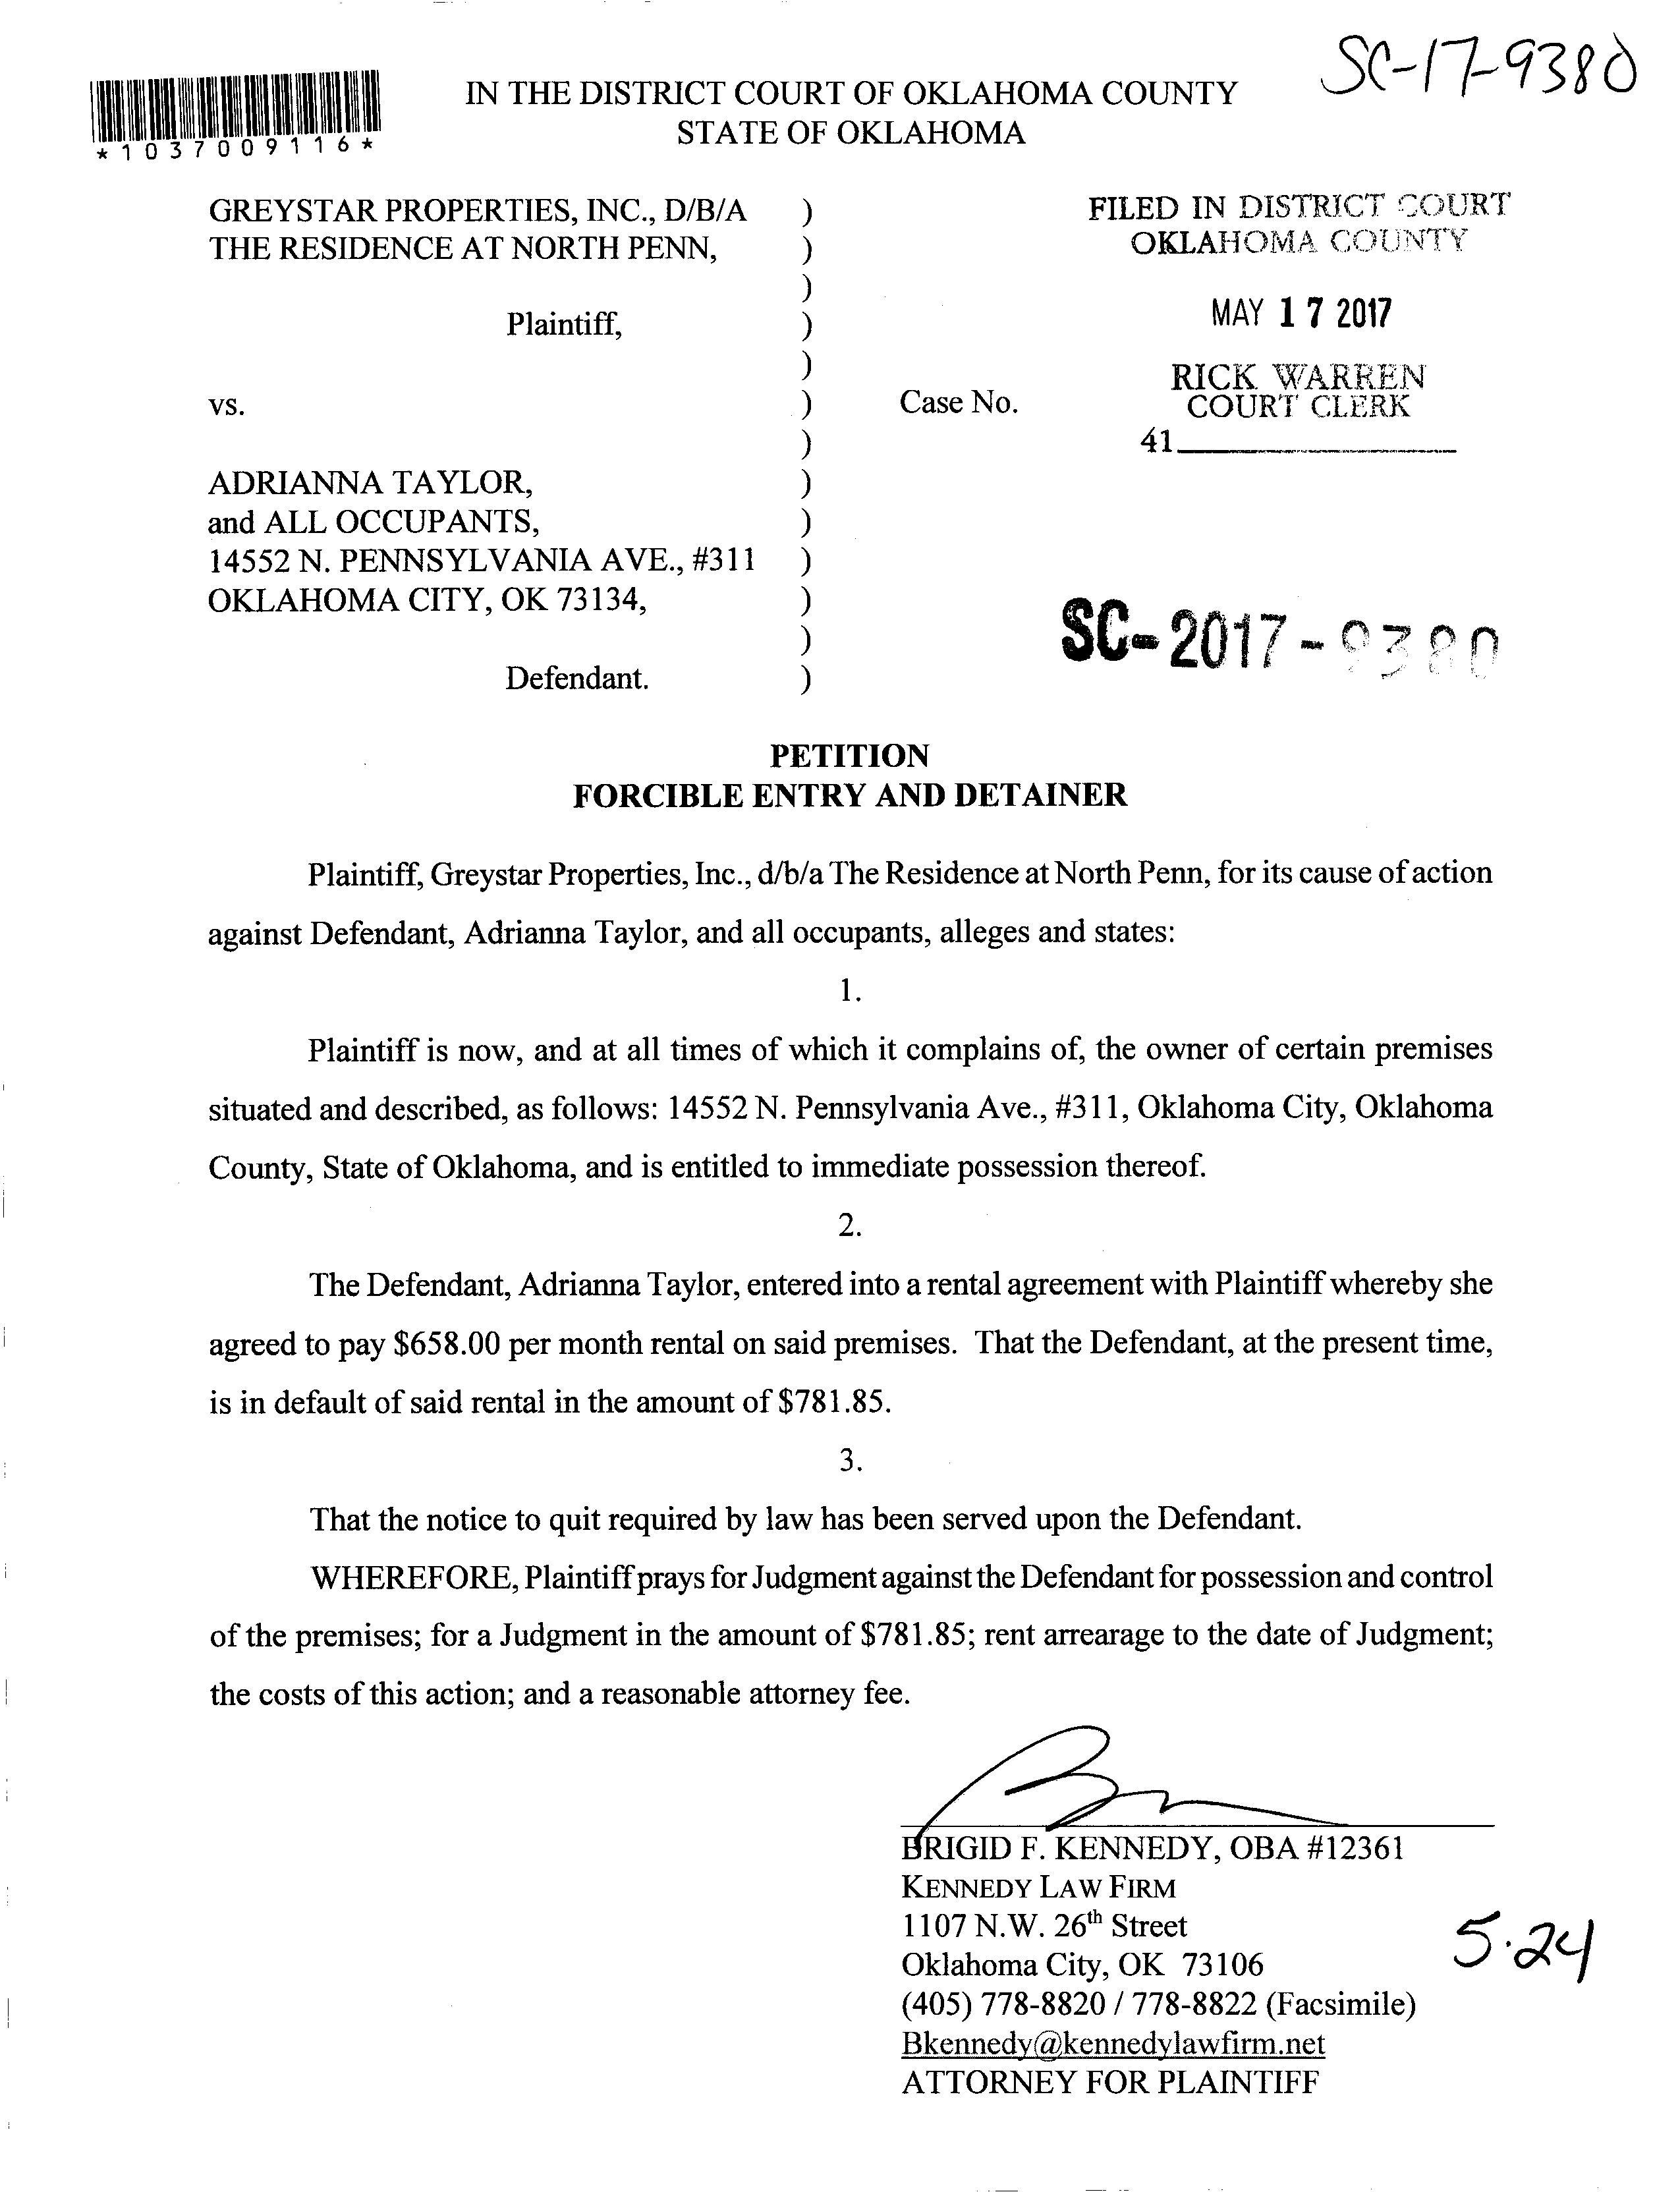 SC-17-9380
*1037009116*
IN THE DISTRICT COURT OF OKLAHOMA COUNTY
STATE OF OKLAHOMA
GREYSTAR PROPERTIES, INC., D/B/A )
THE RESIDENCE AT NORTH PENN, )
)
Plaintiff, )
)
vs. )
)
ADRIANNA TAYLOR, )
and ALL OCCUPANTS, )
14552 N. PENNSYLVANIA AVE., #311 )
OKLAHOMA CITY, OK 73134, )
)
Defendant. )
FILED IN DISTRICT COURT
OKLAHOMA COUNTY
MAY 17 2017
RICK WARREN
COURT CLERK
Case No.
41
SC-2017-9380
PETITION
FORCIBLE ENTRY AND DETAINER
Plaintiff, Greystar Properties, Inc., d/b/a The Residence at North Penn, for its cause of action
against Defendant, Adrianna Taylor, and all occupants, alleges and states:
1.
Plaintiff is now, and at all times of which it complains of, the owner of certain premises
situated and described, as follows: 14552 N. Pennsylvania Ave., #311, Oklahoma City, Oklahoma
County, State of Oklahoma, and is entitled to immediate possession thereof.
2.
The Defendant, Adrianna Taylor, entered into a rental agreement with Plaintiff whereby she
agreed to pay $658.00 per month rental on said premises. That the Defendant, at the present time,
is in default of said rental in the amount of $781.85.
3.
That the notice to quit required by law has been served upon the Defendant.
WHEREFORE, Plaintiff prays for Judgment against the Defendant for possession and control
of the premises; for a Judgment in the amount of $781.85; rent arrearage to the date of Judgment;
the costs of this action; and a reasonable attorney fee.
BRIGID F. KENNEDY, OBA #12361
KENNEDY LAW FIRM
1107 N.W. 26th Street
Oklahoma City, OK 73106
(405) 778-8820 / 778-8822 (Facsimile)
Bkennedy@kennedylawfirm.net
ATTORNEY FOR PLAINTIFF
5.24